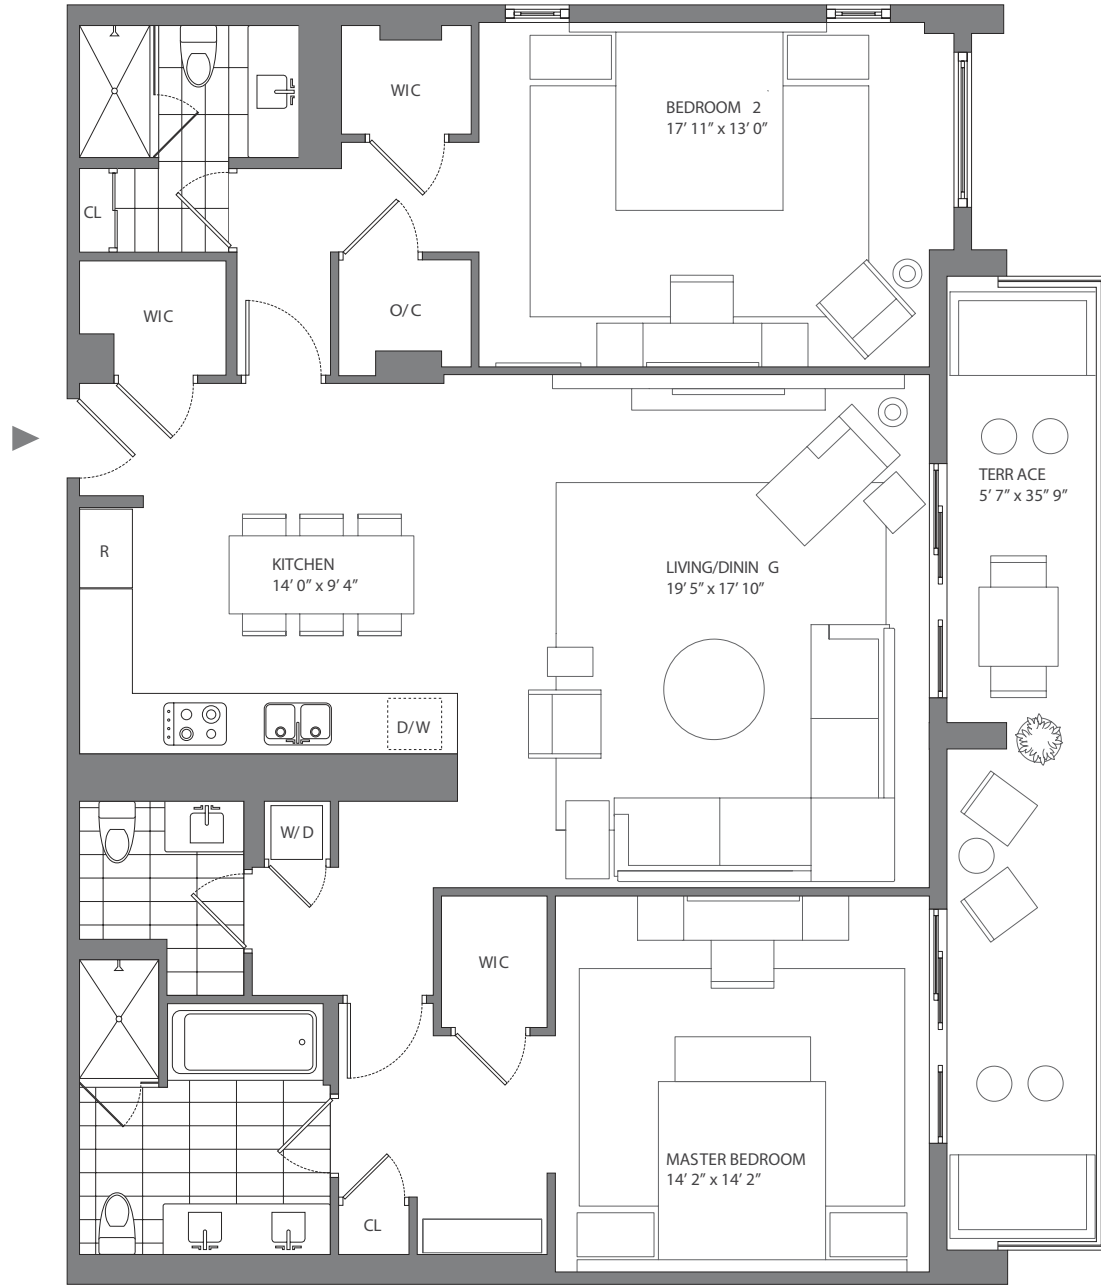 WIC
BEDROOM 2
17' 11" x 13' 0"
CL
WIC
O/C
TERR ACE
5' 7" x 35" 9"
R
KITCHEN
14' 0" x 9' 4"
LIVING/DININ G
19' 5" x 17' 10"
D/W
W/D
WIC
MASTER BEDROOM
14' 2" x 14' 2"
CL